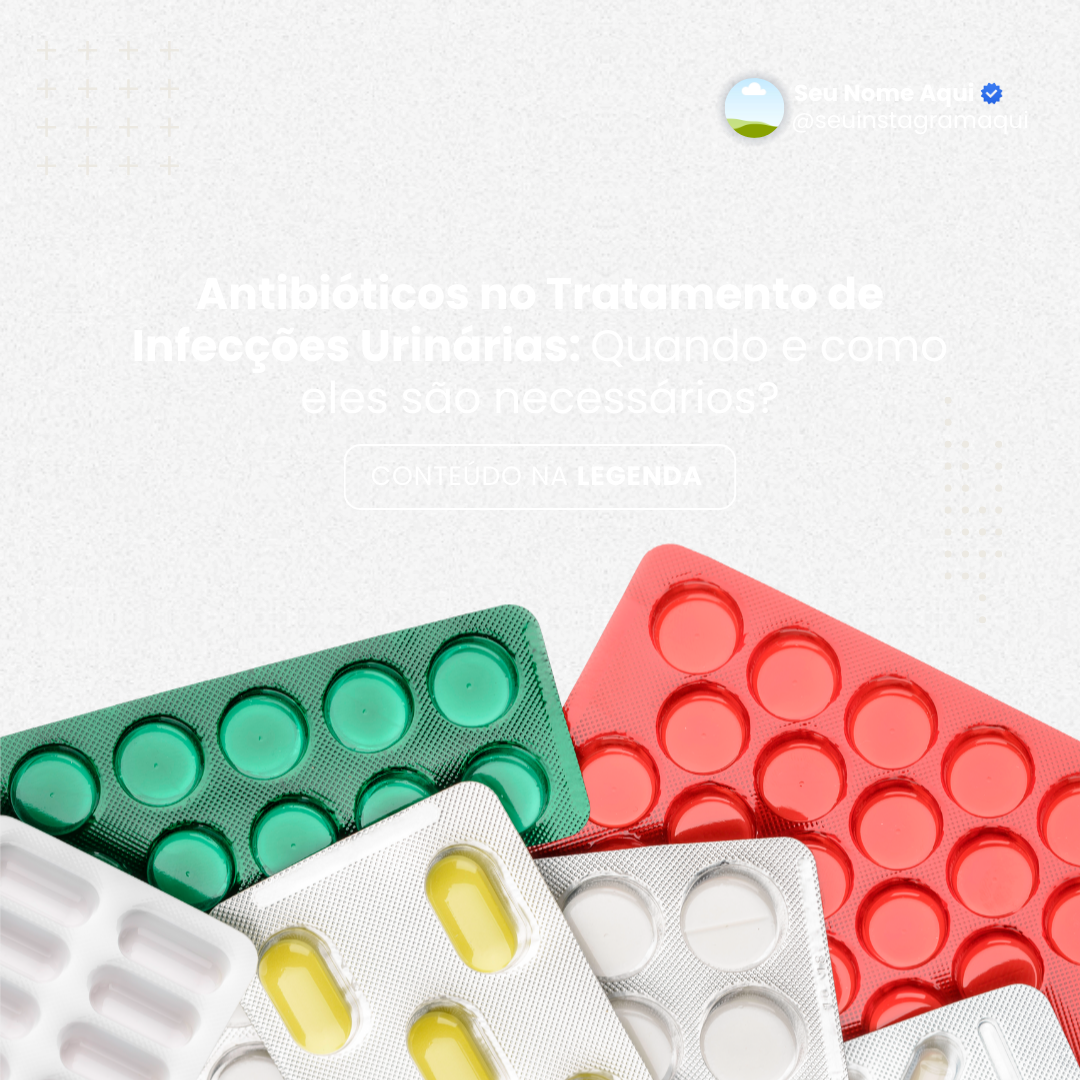 Seu Nome Aqui
@seuinstagramaqui
Antibióticos no Tratamento de
Infecções Urinárias: Quando e como
eles são necessários?
CONTEÚDO NA LEGENDA